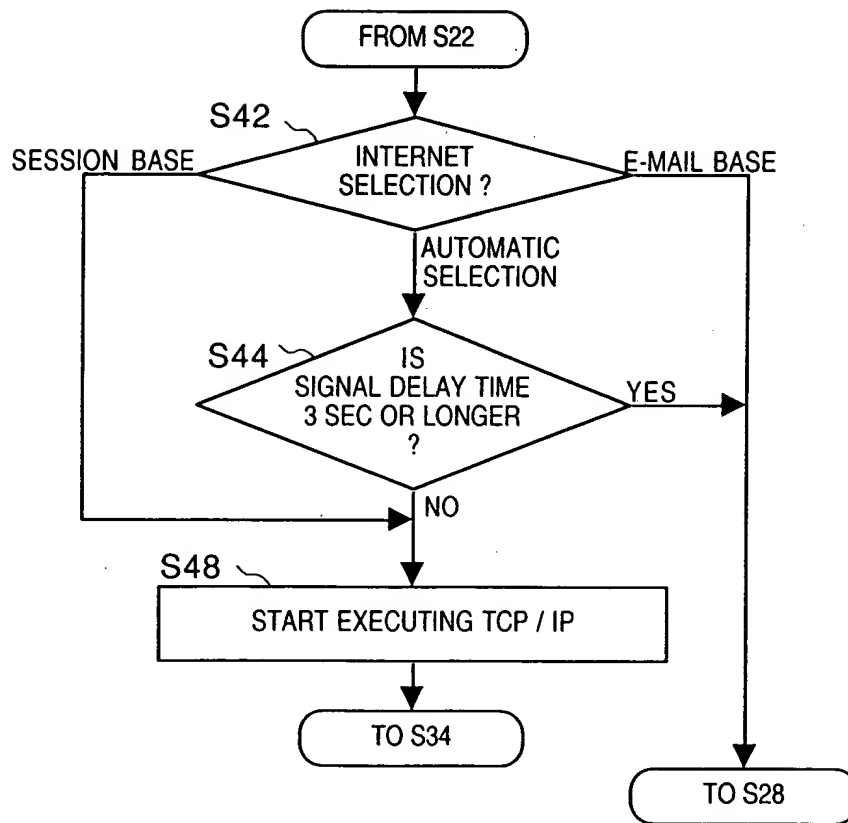 FROM S22
S42
SESSION BASE
INTERNET
SELECTION ?
E-MAIL BASE
AUTOMATIC
SELECTION
S44
IS
SIGNAL DELAY TIME
3 SEC OR LONGER
?
YES
NO
S48
START EXECUTING TCP / IP
TO S34
TO S28